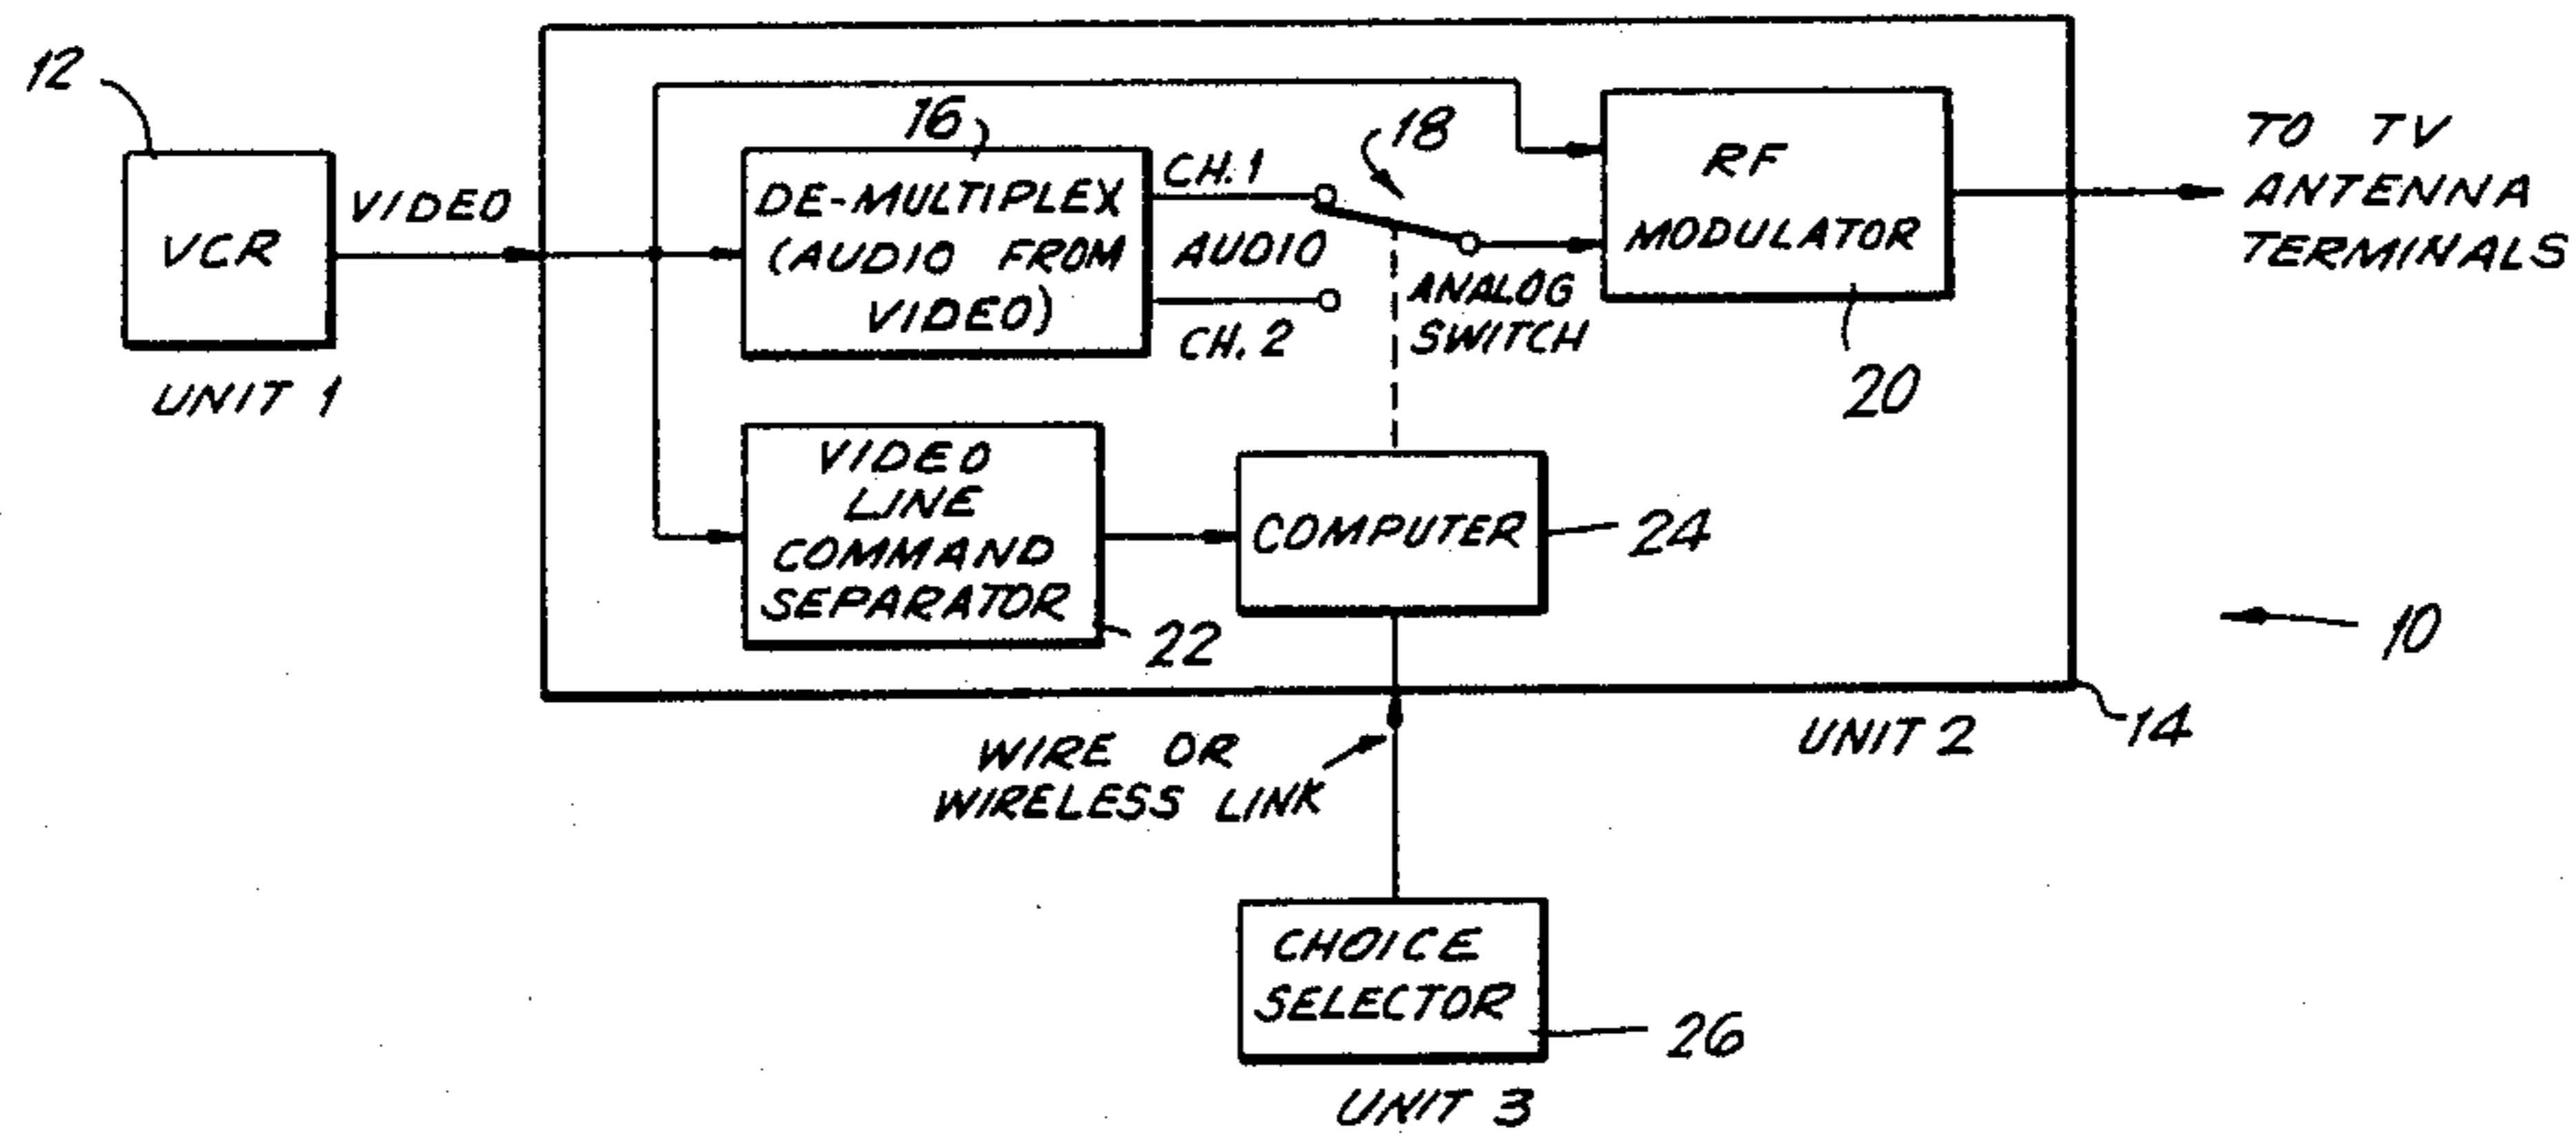 12
VCR
UNIT 1
VIDEO
16
DE-MULTIPLEX
(AUDIO FROM
VIDEO)
CH. 1
AUDIO
CH. 2
18
ANALOG
SWITCH
RF
MODULATOR
20
TO TV
ANTENNA
TERMINALS
VIDEO
LINE
COMMAND
SEPARATOR
22
COMPUTER
24
10
14
UNIT 2
WIRE OR
WIRELESS LINK
CHOICE
SELECTOR
26
UNIT 3